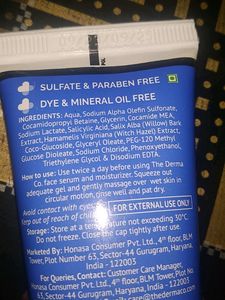 SULFATE & PARABEN FREE
DYE & MINERAL OIL FREE
INGREDIENTS: Aqua, Sodium Alpha Olefin Sulfonate,
Cocamidopropyl Betaine, Glycerin, Cocamide MEA,
Sodium Lactate, Salicylic Acid, Salix Alba (Willow) Bark
Extract, Hamamelis Virginiana (Witch Hazel) Extract,
Coco-Glucoside, Glyceryl Oleate, PEG-120 Methyl
Glucose Dioleate, Sodium Chloride, Phenoxyethanol,
Triethylene Glycol & Disodium EDTA.
How to use: Use twice a day before using The Derma
Co. face serum and moisturizer. Squeeze out
adequate gel and gently massage over wet skin in
circular motion, rinse well and pat dry.
Avoid contact with eyes
keep out of reach of
FOR EXTERNAL USE ONLY
Storage: Store at a temperature not exceeding 30°C.
Do not freeze. Close the cap tightly after use
Marketed By: Honasa Consumer Pvt. Ltd., 4th floor, BLM
Tower, Plot Number 63, Sector-44 Gurugram, Haryana,
India - 122003
For Queries, Contact: Customer Care Manager,
Honasa Consumer Pvt. Ltd., BLM Tower, Plot No
63, Sector-44 Gurugram, Haryana, India - 122003